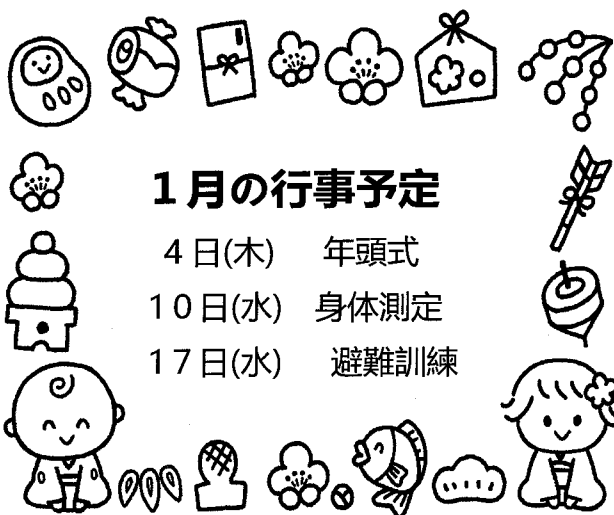 １月の行事予定
４日(木)　年頭式
１０日(水)　身体測定
１７日(水)　避難訓練